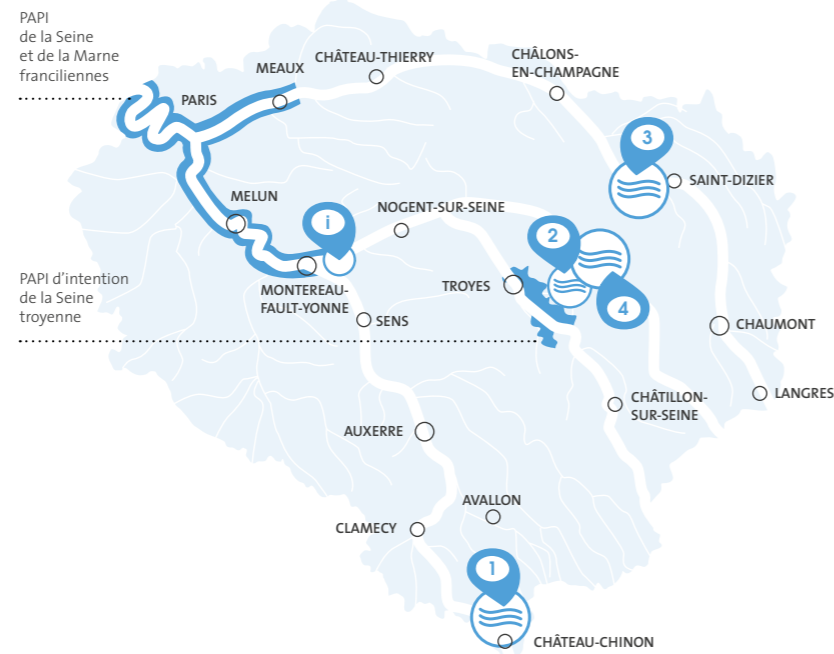 PAPI
de la Seine
et de la Marne
franciliennes
PARIS
MEAUX
CHÂTEAU-THIERRY
CHÂLONS-
EN-CHAMPAGNE
3
SAINT-DIZIER
MELUN
i
NOGENT-SUR-SEINE
2
PAPI d’intention
de la Seine
troyenne
MONTEREAU-
FAULT-YONNE
TROYES
4
SENS
CHAUMONT
CHÂTILLON-
SUR-SEINE
LANGRES
AUXERRE
AVALLON
CLAMECY
1
CHÂTEAU-CHINON